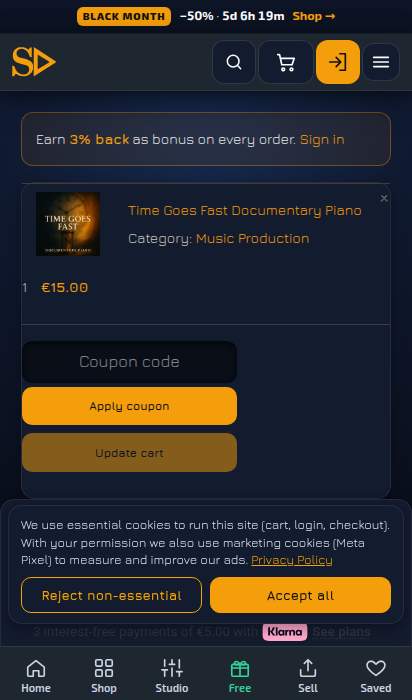 BLACK MONTH −50% · 5d 6h 19m Shop →
S
Earn 3% back as bonus on every order. Sign in
×
TIME GOES
FAST
Time Goes Fast Documentary Piano
Category: Music Production
1 €15.00
Coupon code
Apply coupon
Update cart
We use essential cookies to run this site (cart, login, checkout).
With your permission we also use marketing cookies (Meta
Pixel) to measure and improve our ads. Privacy Policy
Reject non-essential Accept all
3 interest-free payments of €5.00 with Klarna See plans
Home Shop Studio Free Sell Saved